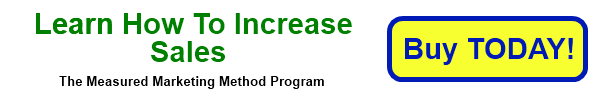 Learn How To Increase
Sales
The Measured Marketing Method Program
Buy TODAY!